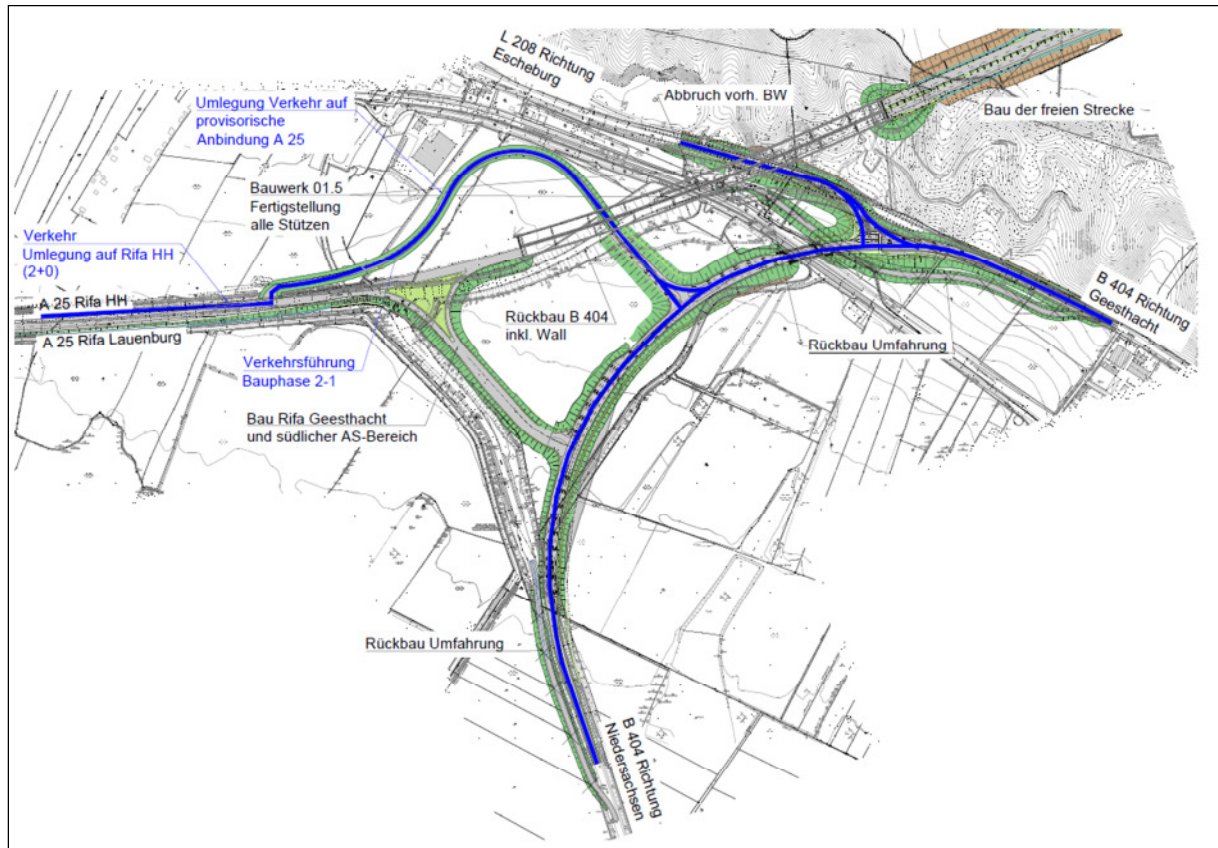 L 208 Richtung
Escheburg
Abbruch vorh. BW
Bau der freien Strecke
Umlegung Verkehr auf
provisorische
Anbindung A 25
Bauwerk 01.5
Fertigstellung
alle Stützen
Verkehr
Umlegung auf Rifa HH
(2+0)
A 25 Rifa HH
A 25 Rifa Lauenburg
B 404 Richtung
Geesthacht
Rückbau B 404
inkl. Wall
Rückbau Umfahrung
Verkehrsführung
Bauphase 2-1
Bau Rifa Geesthacht
und südlicher AS-Bereich
Rückbau Umfahrung
B 404 Richtung
Niedersachsen